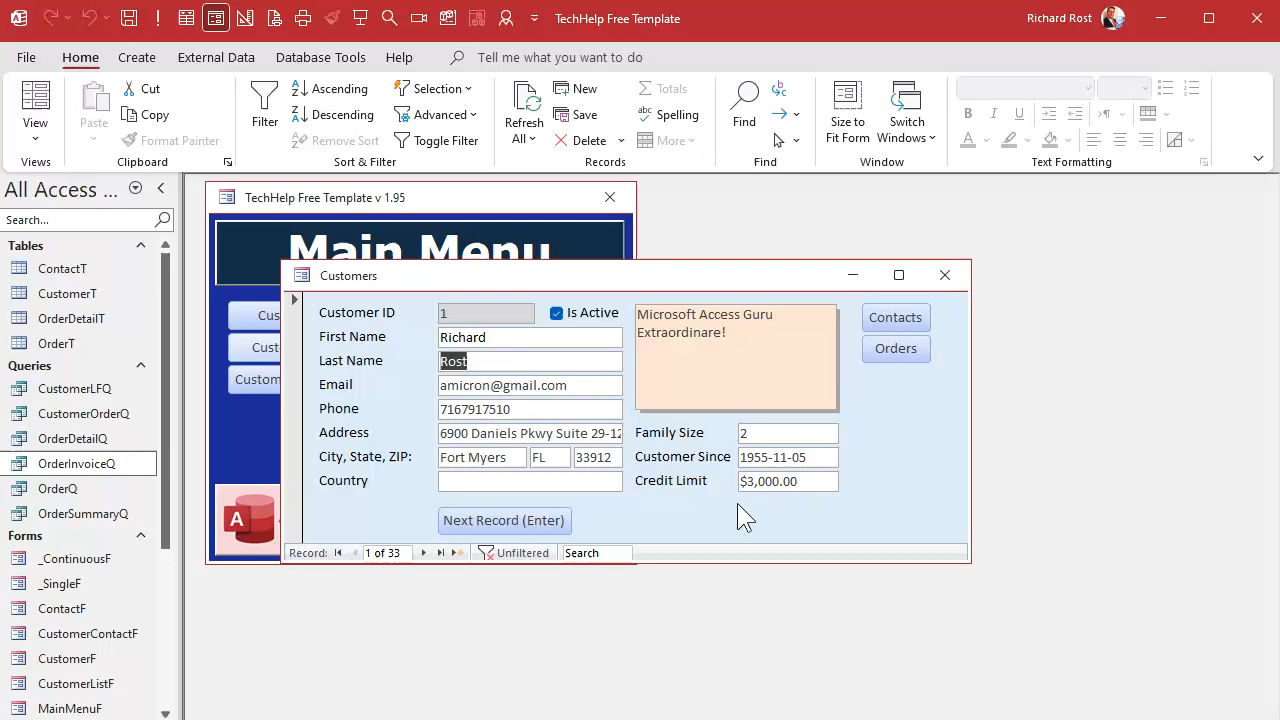 TechHelp Free Template
Richard Rost
File
Home
Create
External Data
Database Tools
Help
Tell me what you want to do
View
Views
Paste
Cut
Copy
Format Painter
Clipboard
Filter
Ascending
Descending
Remove Sort
Selection
Advanced
Toggle Filter
Sort & Filter
Refresh
All
New
Save
Delete
Totals
Spelling
More
Records
Find
Find
Size to
Fit Form
Switch
Windows
Window
Text Formatting
All Access ...
Search...
Tables
ContactT
CustomerT
OrderDetailT
OrderT
Queries
CustomerLFQ
CustomerOrderQ
OrderDetailQ
OrderInvoiceQ
OrderQ
OrderSummaryQ
Forms
_ContinuousF
_SingleF
ContactF
CustomerContactF
CustomerF
CustomerListF
MainMenuF
TechHelp Free Template v 1.95
Main Menu
Cus
Cust
Custom
A
Customers
Customer ID 1 Is Active
First Name Richard
Last Name Rost
Email amicron@gmail.com
Phone 7167917510
Address 6900 Daniels Pkwy Suite 29-12
City, State, ZIP: Fort Myers FL 33912
Country
Microsoft Access Guru
Extraordinare!
Family Size 2
Customer Since 1955-11-05
Credit Limit $3,000.00
Contacts
Orders
Next Record (Enter)
Record: 1 of 33 Unfiltered Search